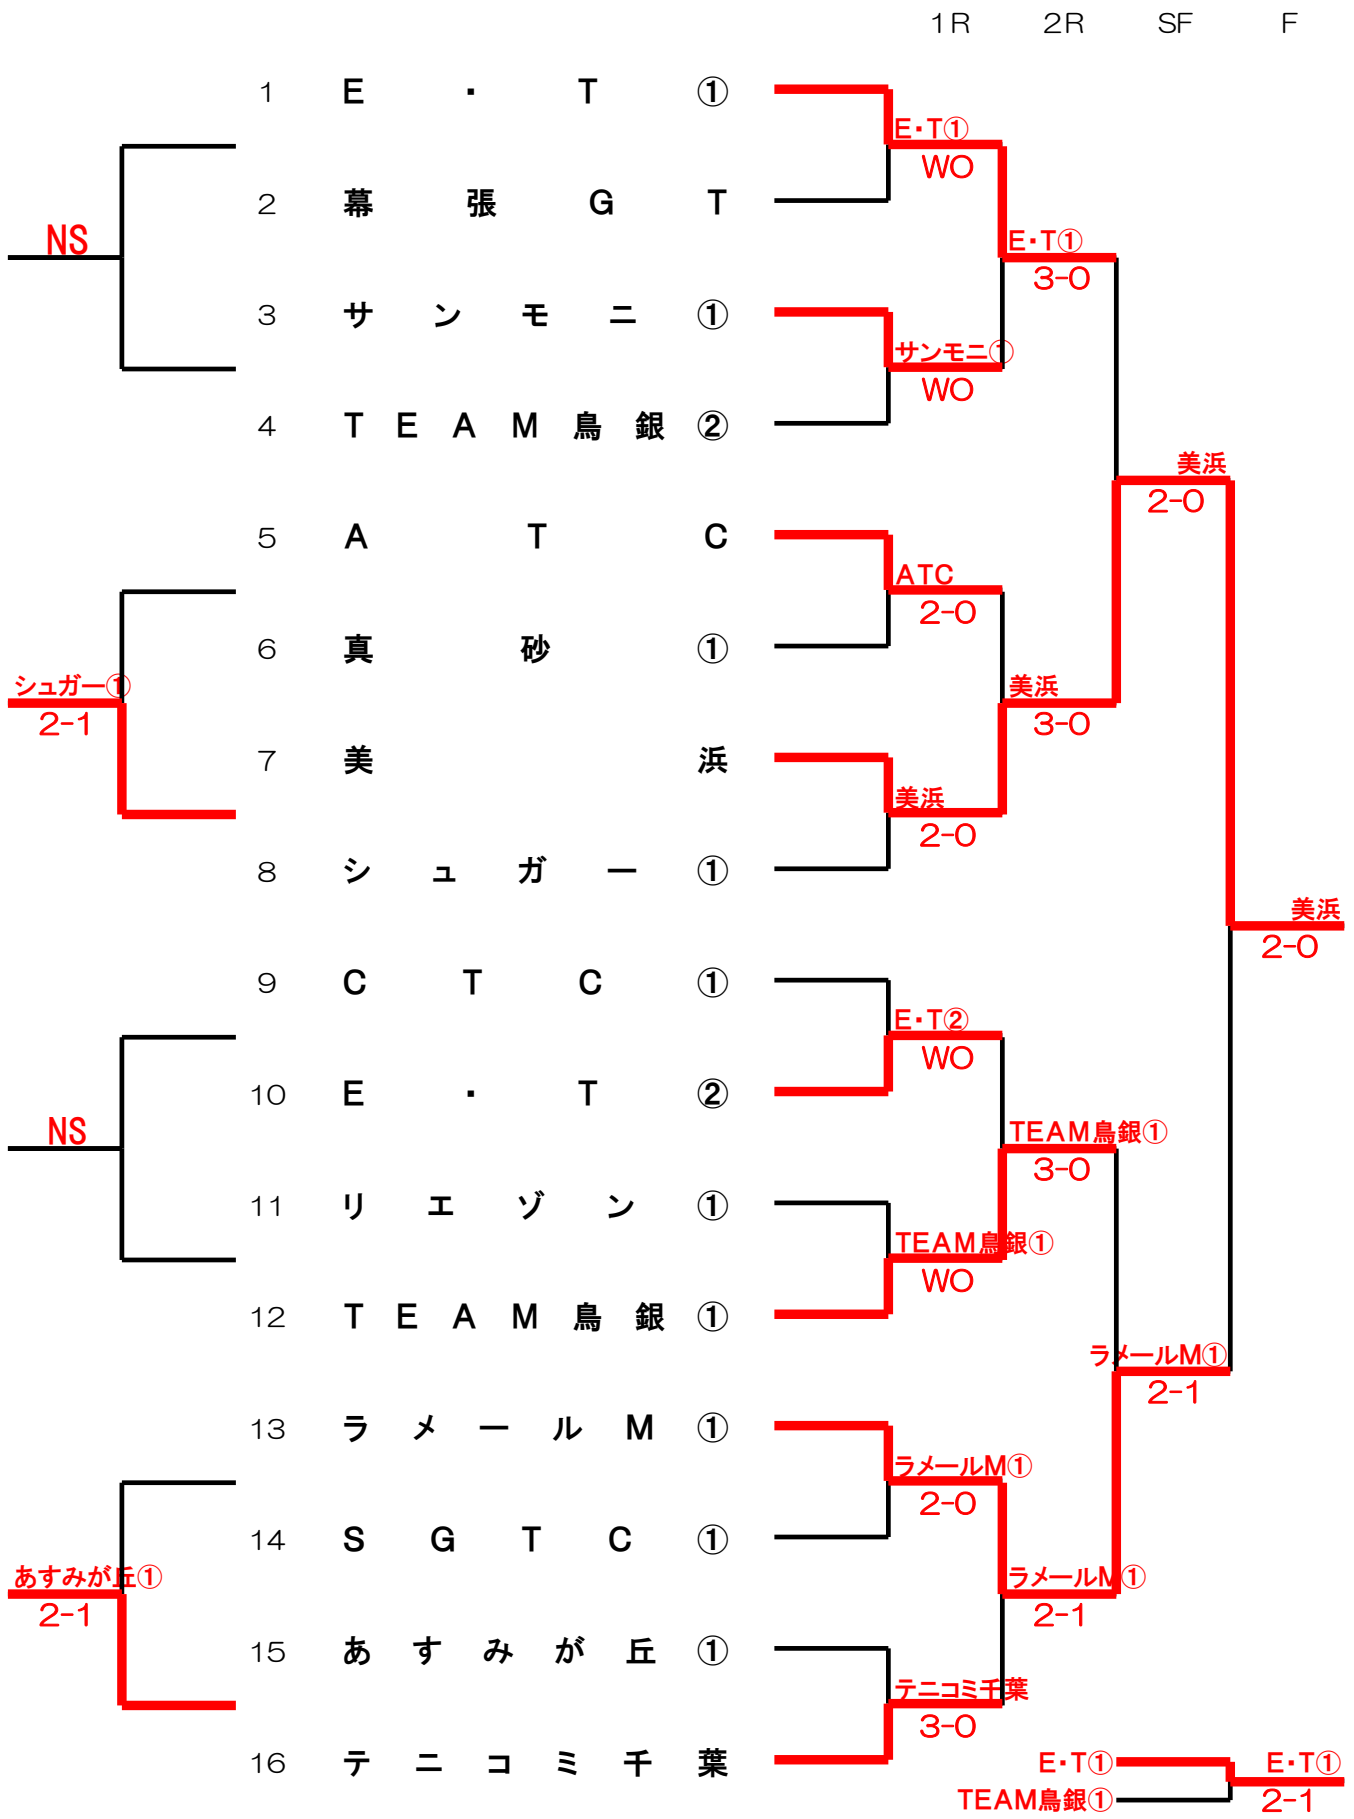 1R 2R SF F
1 E・T①
E・T①
WO
2 幕張GT
NS
E・T①
3-0
3 サンモニ①
サンモニ①
WO
4 TEAM鳥銀②
美浜
2-0
5 ATC
ATC
2-0
6 真砂①
シュガー①
2-1
美浜
3-0
7 美浜
美浜
2-0
8 シュガー①
美浜
2-0
9 CTC①
E・T②
WO
10 E・T②
NS
TEAM鳥銀①
3-0
11 リエゾン①
TEAM鳥銀①
WO
12 TEAM鳥銀①
ラメールM①
2-1
13 ラメールM①
ラメールM①
2-0
14 SGTC①
あすみが丘①
2-1
ラメールM①
2-1
15 あすみが丘①
テニコミ千葉
3-0
16 テニコミ千葉
E・T① E・T①
TEAM鳥銀① 2-1